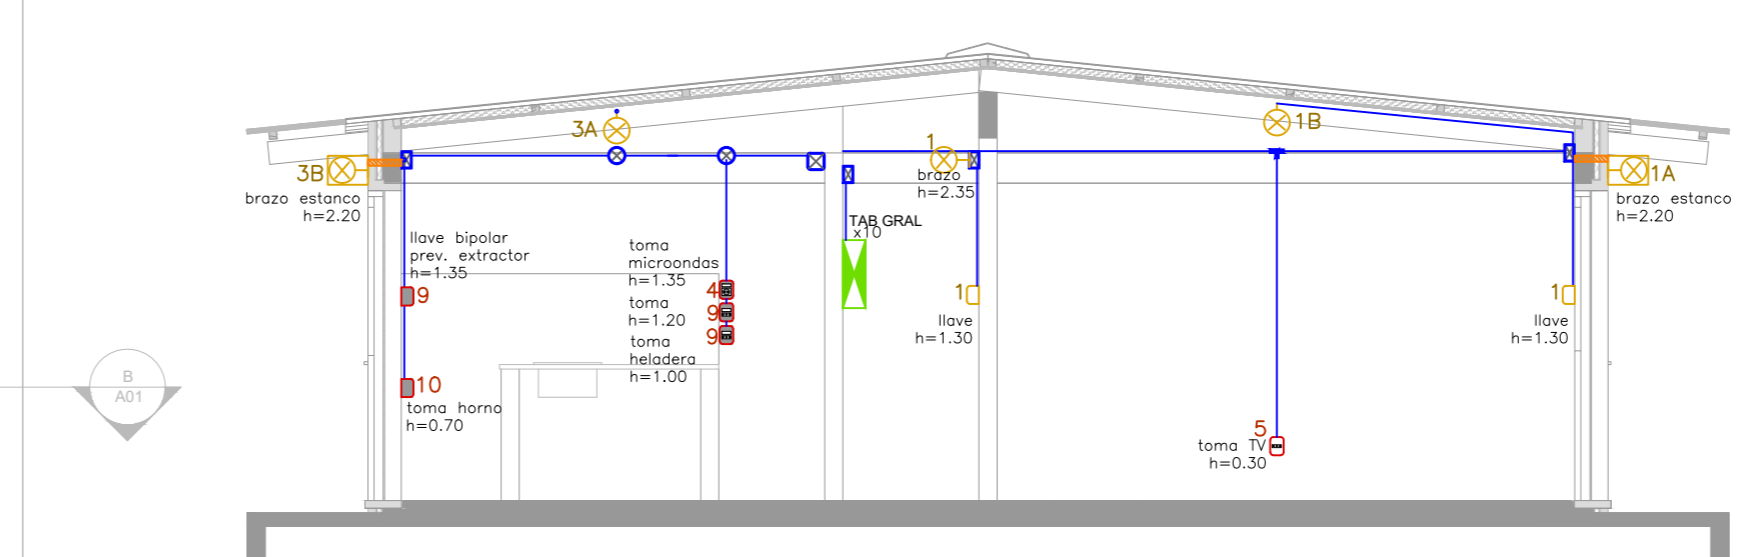 3A
1B
1
3B
1A
brazo
h=2.35
brazo estanco
h=2.20
brazo estanco
h=2.20
TAB GRAL
x10
llave bipolar
prev. extractor
h=1.35
toma
microondas
h=1.35
4
9
toma
h=1.20
9
toma
heladera
h=1.00
9
1
llave
h=1.30
1
llave
h=1.30
10
toma horno
h=0.70
B
A01
5
toma TV
h=0.30